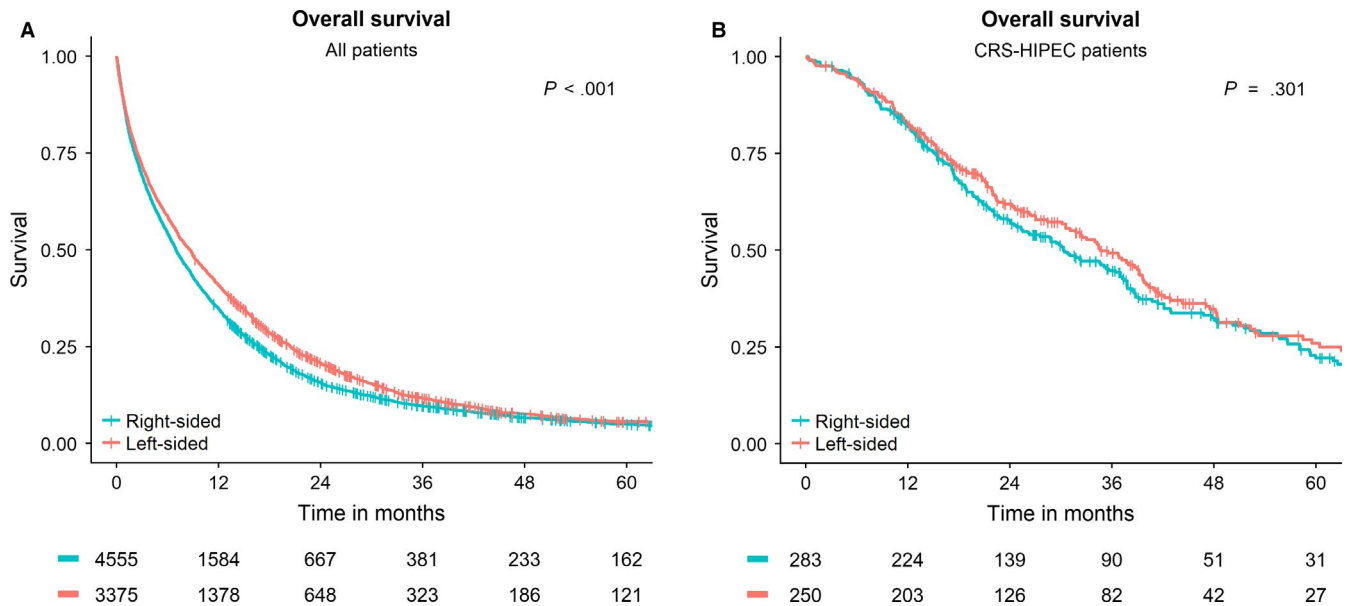 A
Overall survival
All patients
P < .001
1.00
0.75
0.50
0.25
0.00
Survival
Right-sided
Left-sided
0 12 24 36 48 60
Time in months
4555 1584 667 381 233 162
3375 1378 648 323 186 121
B
Overall survival
CRS-HIPEC patients
P = .301
1.00
0.75
0.50
0.25
0.00
Survival
Right-sided
Left-sided
0 12 24 36 48 60
Time in months
283 224 139 90 51 31
250 203 126 82 42 27